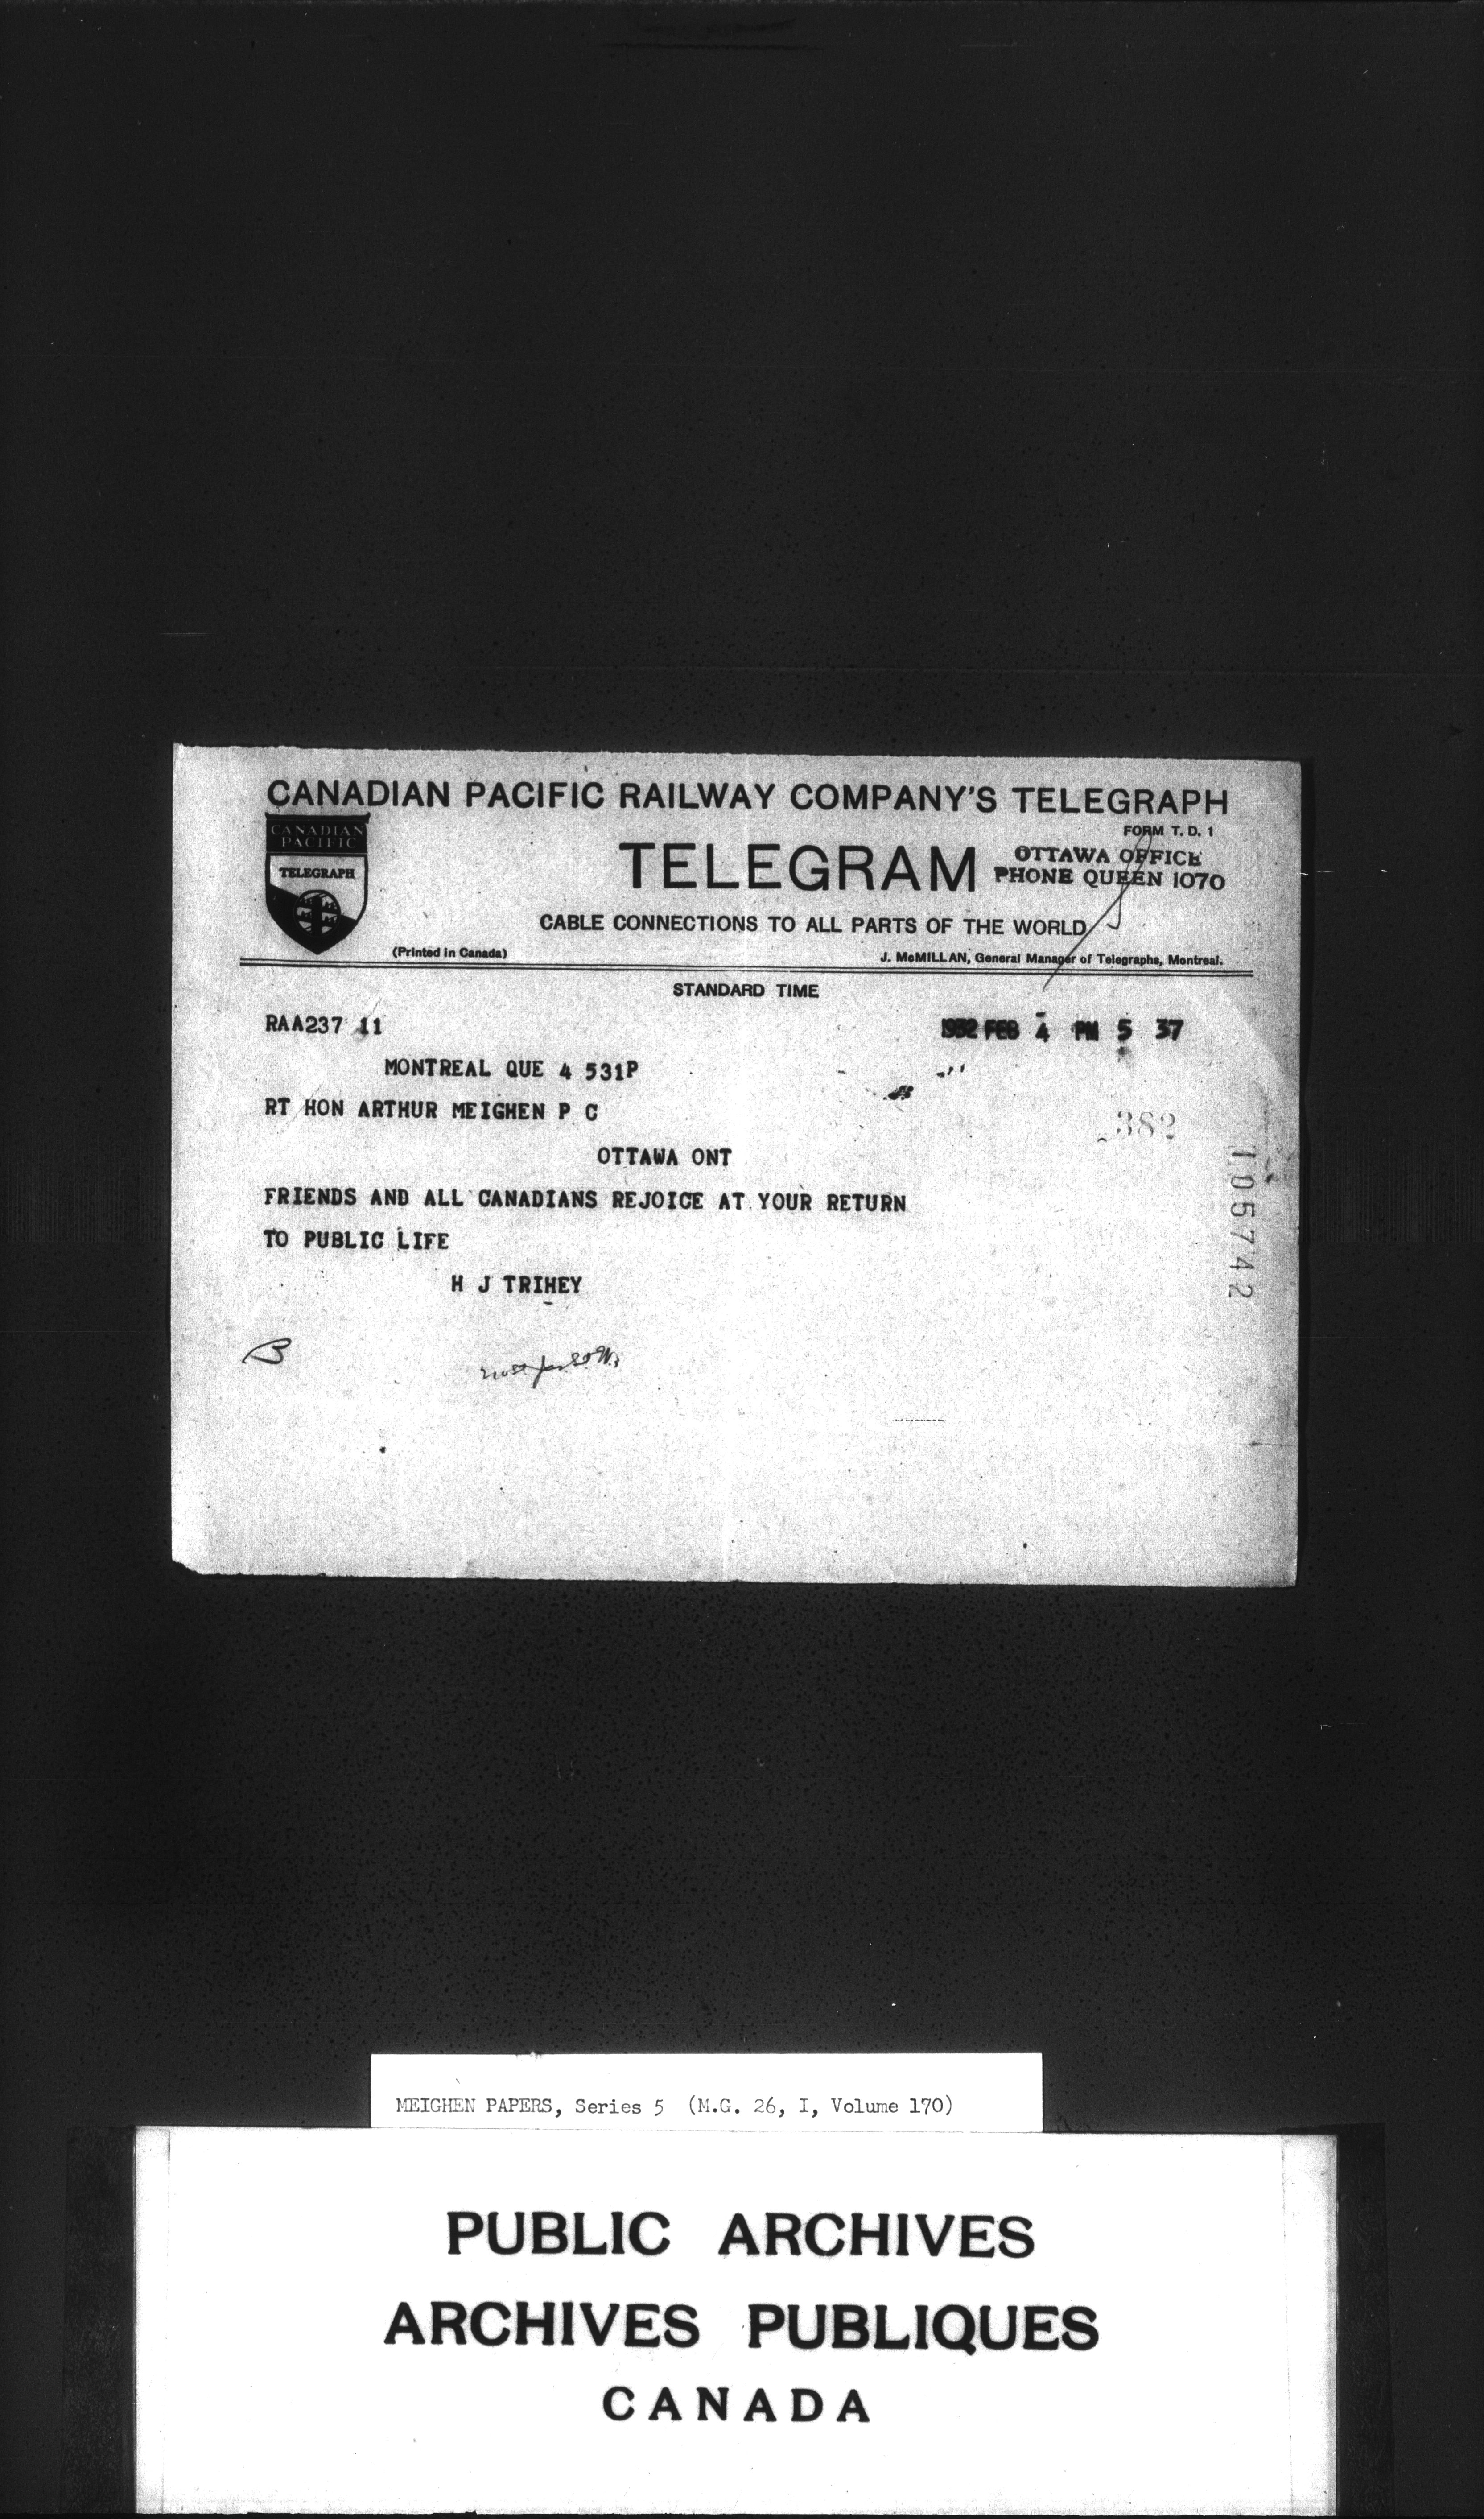 CANADIAN PACIFIC RAILWAY COMPANY'S TELEGRAPH
CANADIAN
PACIFIC
TELEGRAPH
FORM T. D. 1
TELEGRAM
OTTAWA OFFICE
PHONE QUEEN 1070
CABLE CONNECTIONS TO ALL PARTS OF THE WORLD
(Printed in Canada)
J. McMILLAN, General Manager of Telegraphs, Montreal.
STANDARD TIME
RAA237 11
1932 FEB 4 PM 5 37
MONTREAL QUE 4 531P
RT HON ARTHUR MEIGHEN P C
382
OTTAWA ONT
105742
FRIENDS AND ALL CANADIANS REJOICE AT YOUR RETURN
TO PUBLIC LIFE
H J TRIHEY
B
MEIGHEN PAPERS, Series 5 (M.G. 26, I, Volume 170)
PUBLIC ARCHIVES
ARCHIVES PUBLIQUES
CANADA